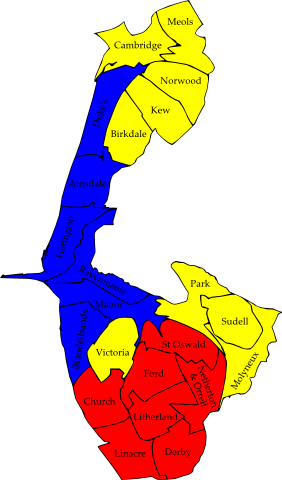 Meols
Cambridge
Norwood
Kew
Birkdale
Duke's
Ainsdale
Harington
Ravenmeols
Manor
Blundellsands
Park
Sudell
Molyneux
Victoria
St Oswald
Netherton
& Orrell
Ford
Church
Litherland
Linacre
Derby